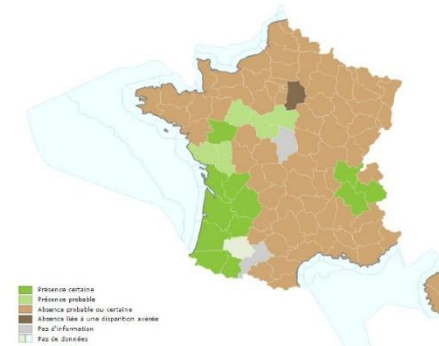 Présence certaine
Présence probable
Absence probable ou certaine
Absence liée à une disparition avérée
Pas d'information
Pas de données